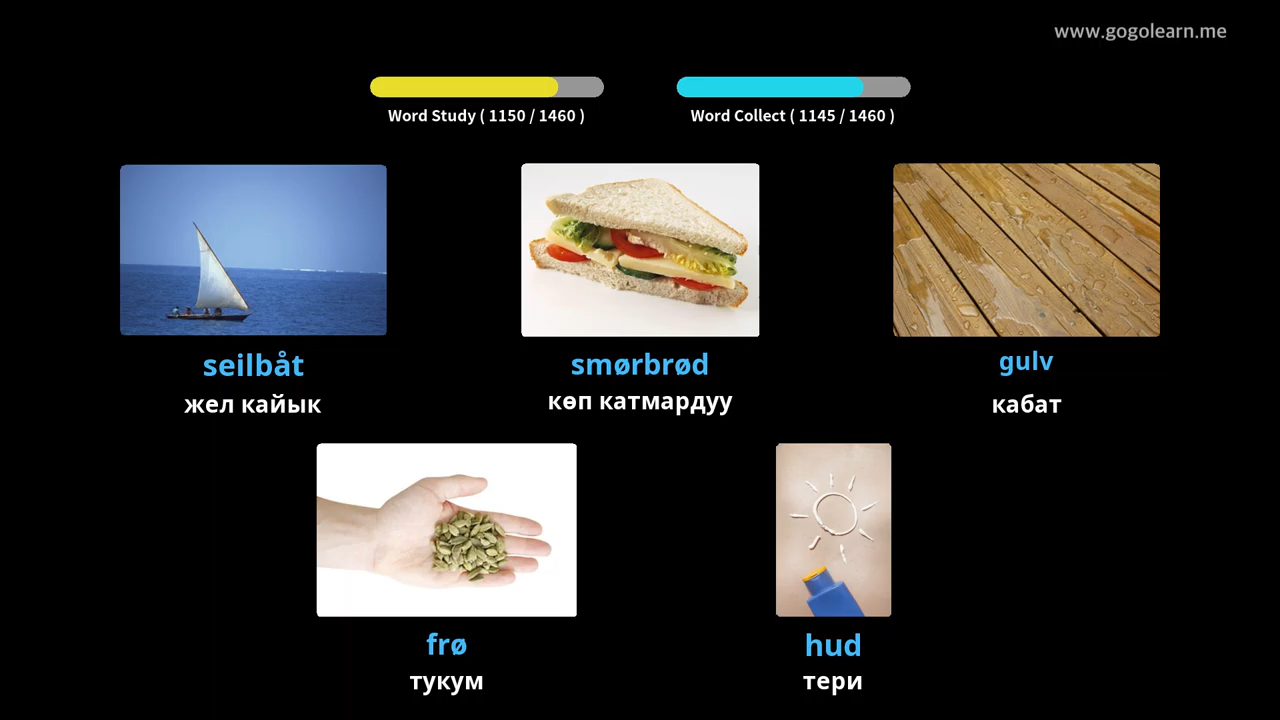 www.gogolearn.me
Word Study ( 1150 / 1460 )
Word Collect ( 1145 / 1460 )
seilbåt
жел кайык
smørbrød
көп катмардуу
gulv
кабат
frø
тукум
hud
тери